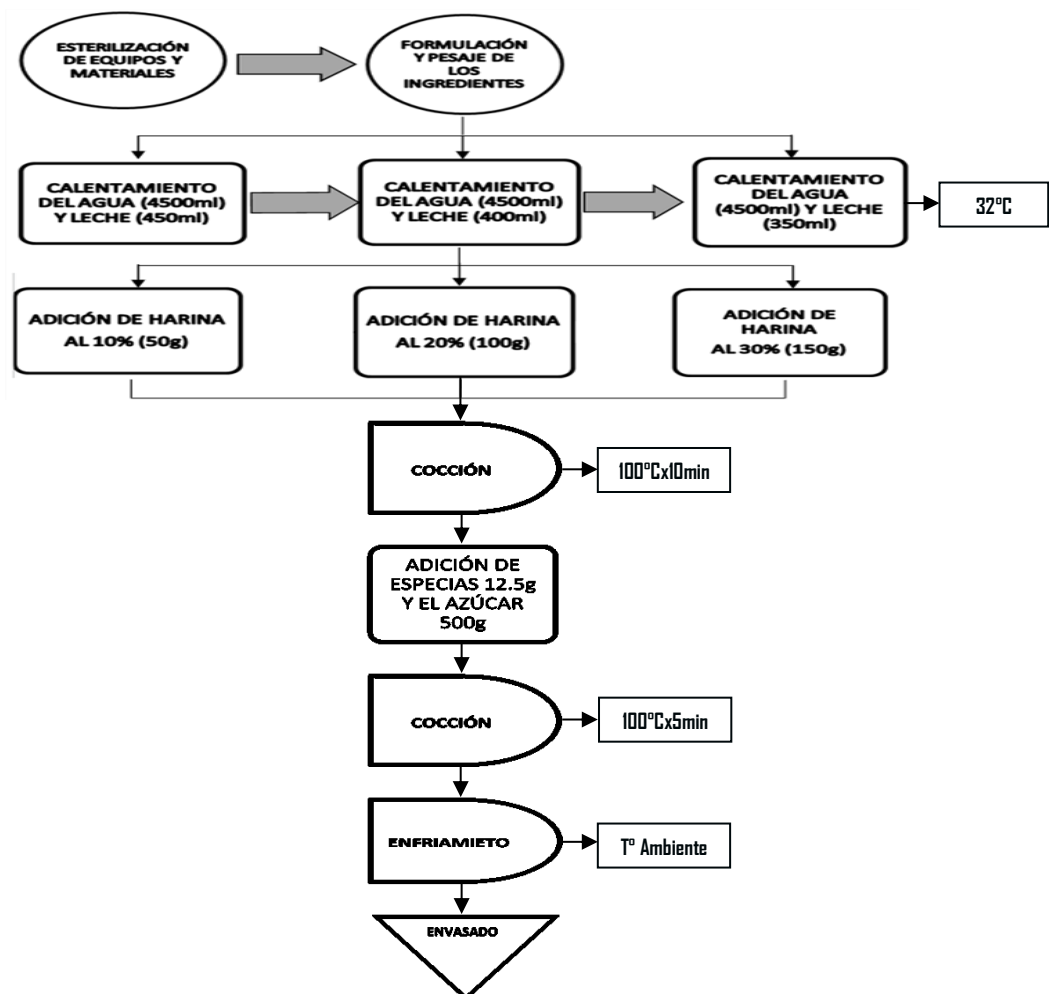 ESTERILIZACIÓN
DE EQUIPOS Y
MATERIALES
FORMULACIÓN
Y PESAJE DE
LOS
INGREDIENTES
CALENTAMIENTO
DEL AGUA (4500ml)
Y LECHE (450ml)
CALENTAMIENTO
DEL AGUA (4500ml)
Y LECHE (400ml)
CALENTAMIENTO
DEL AGUA
(4500ml) Y LECHE
(350ml)
32°C
ADICIÓN DE HARINA
AL 10% (50g)
ADICIÓN DE HARINA
AL 20% (100g)
ADICIÓN DE
HARINA
AL 30% (150g)
COCCIÓN
100°Cx10min
ADICIÓN DE
ESPECIAS 12.5g
Y EL AZÚCAR
500g
COCCIÓN
100°Cx5min
ENFRIAMIETO
T° Ambiente
ENVASADO